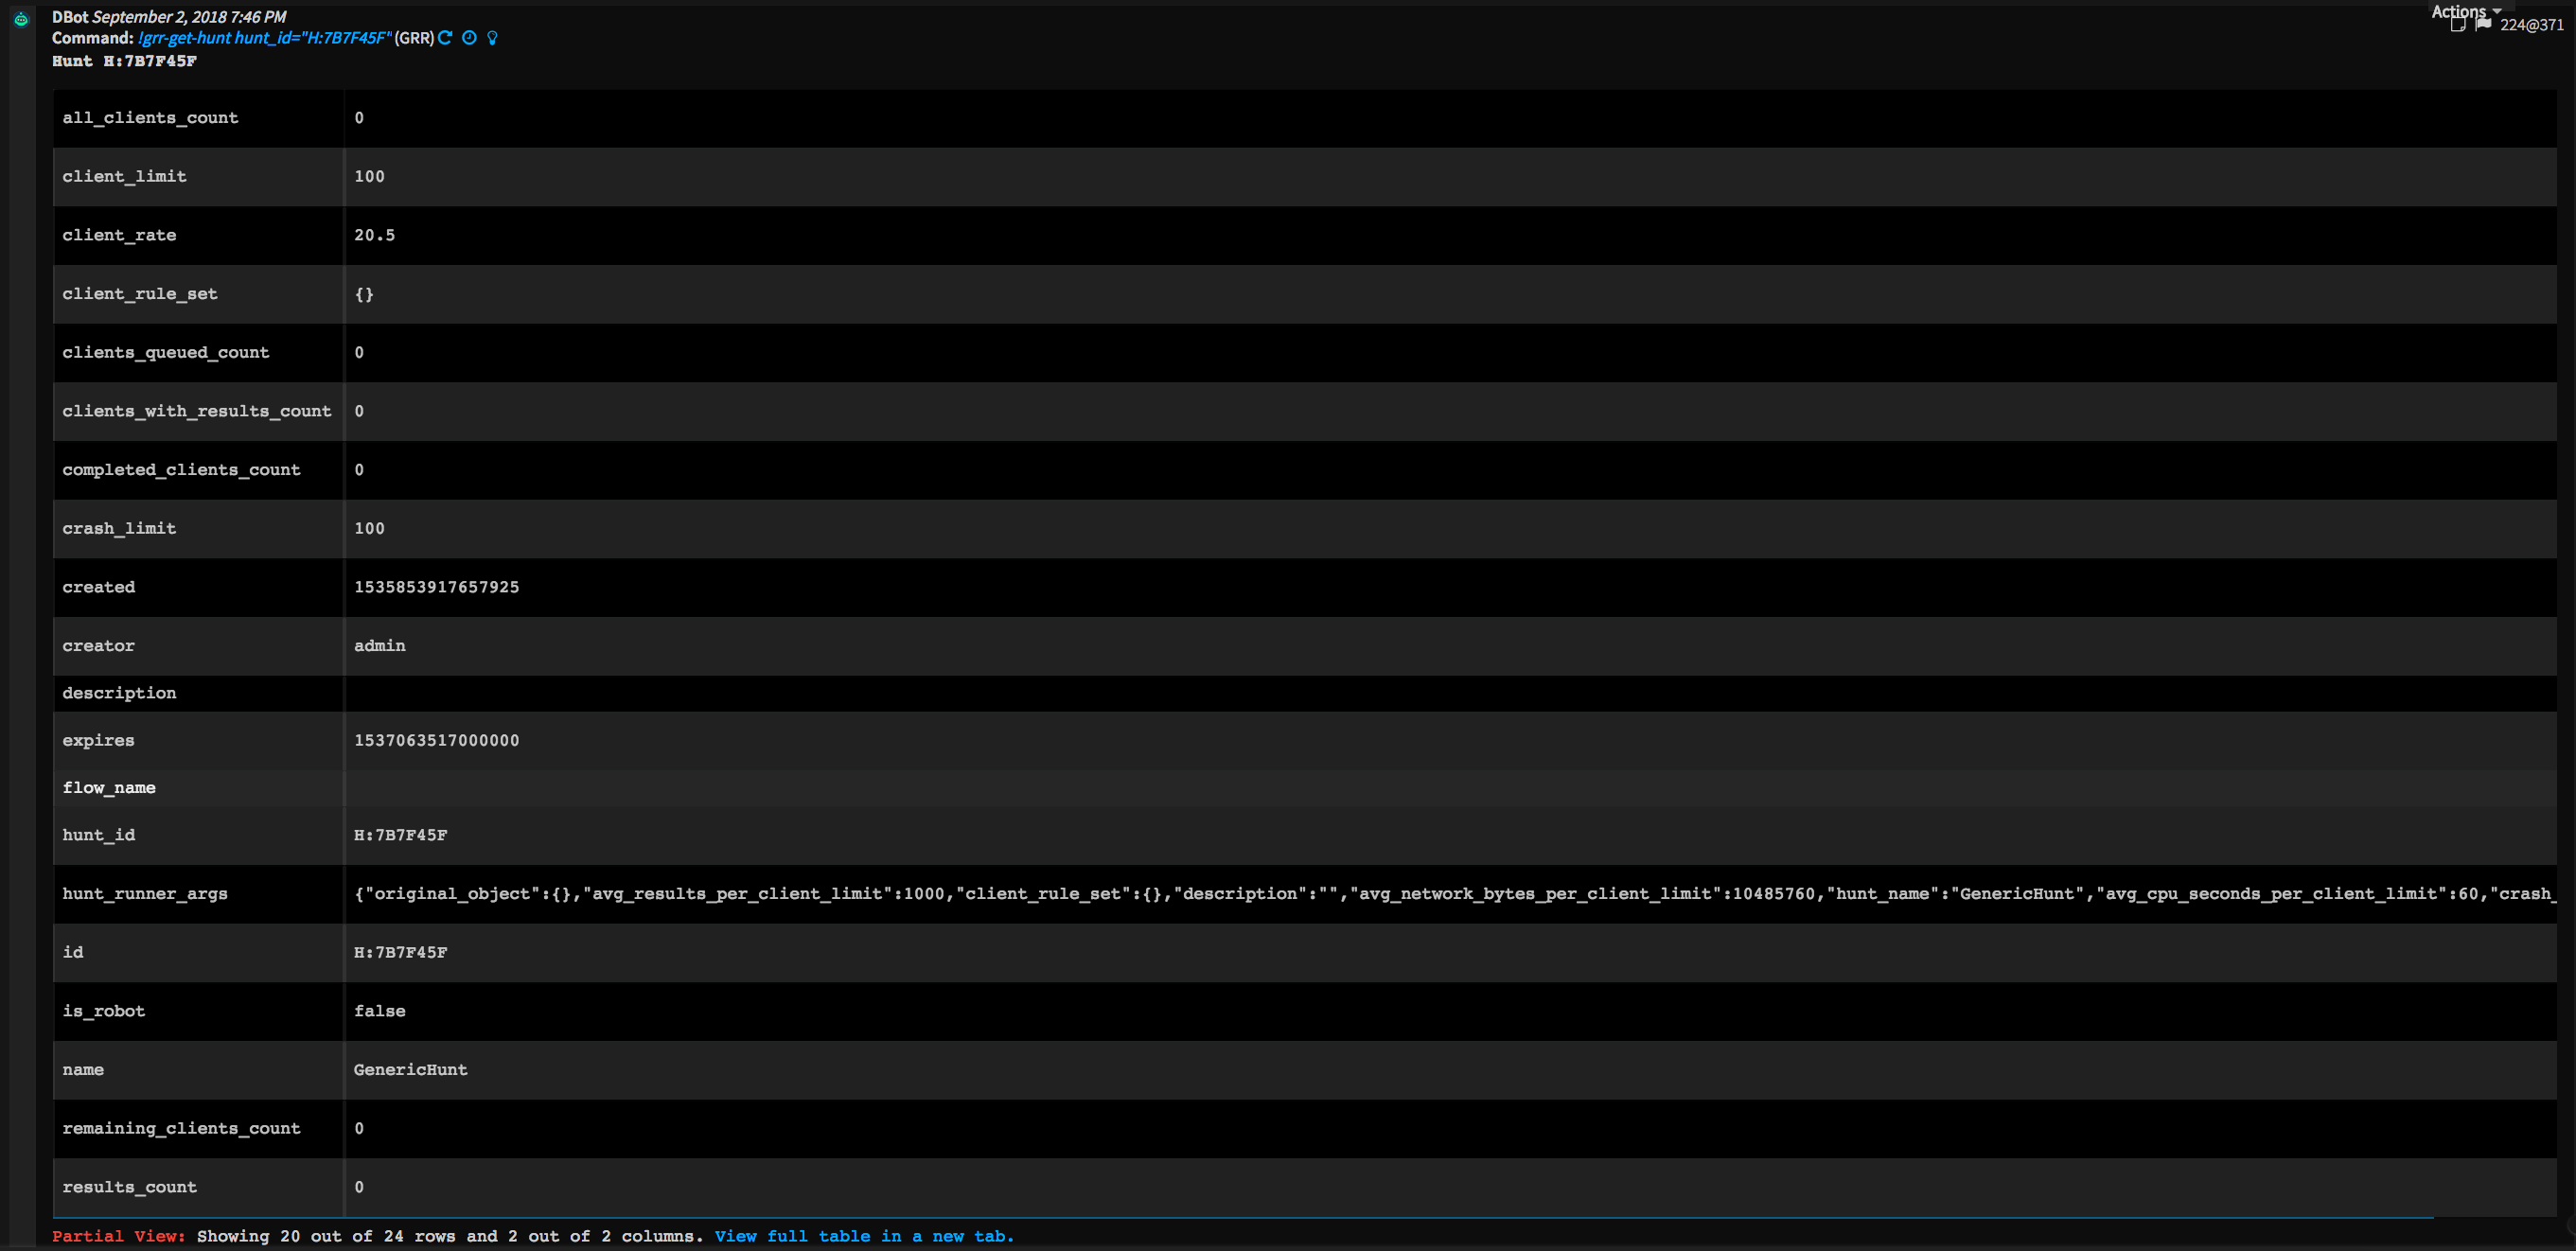 DBot September 2, 2018 7:46 PM
Actions
224@371
Command: !grr-get-hunt hunt_id="H:7B7F45F" (GRR)
Hunt H:7B7F45F
all_clients_count 0
client_limit 100
client_rate 20.5
client_rule_set {}
clients_queued_count 0
clients_with_results_count 0
completed_clients_count 0
crash_limit 100
created 1535853917657925
creator admin
description
expires 1537063517000000
flow_name
hunt_id H:7B7F45F
hunt_runner_args {"original_object":{},"avg_results_per_client_limit":1000,"client_rule_set":{},"description":"","avg_network_bytes_per_client_limit":10485760,"hunt_name":"GenericHunt","avg_cpu_seconds_per_client_limit":60,"crash_
id H:7B7F45F
is_robot false
name GenericHunt
remaining_clients_count 0
results_count 0
Partial View: Showing 20 out of 24 rows and 2 out of 2 columns. View full table in a new tab.